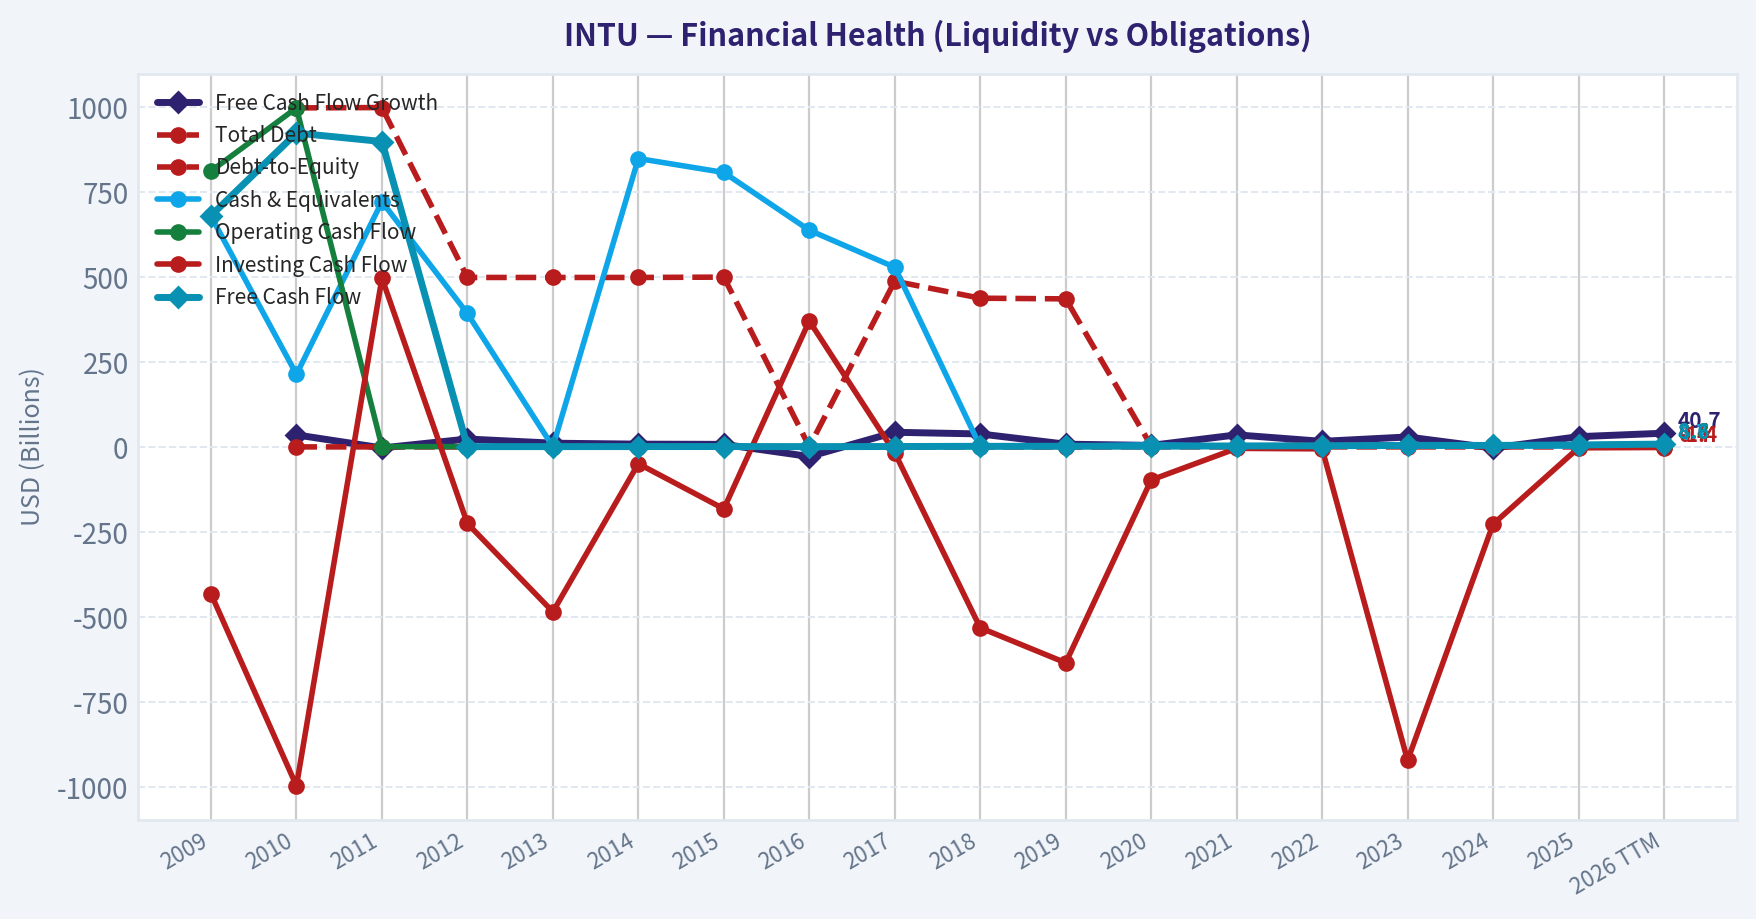 INTU — Financial Health (Liquidity vs Obligations)
Free Cash Flow Growth
Total Debt
Debt-to-Equity
Cash & Equivalents
Operating Cash Flow
Investing Cash Flow
Free Cash Flow
USD (Billions)
1000
750
500
250
0
-250
-500
-750
-1000
40.7
2009
2010
2011
2012
2013
2014
2015
2016
2017
2018
2019
2020
2021
2022
2023
2024
2025
2026 TTM